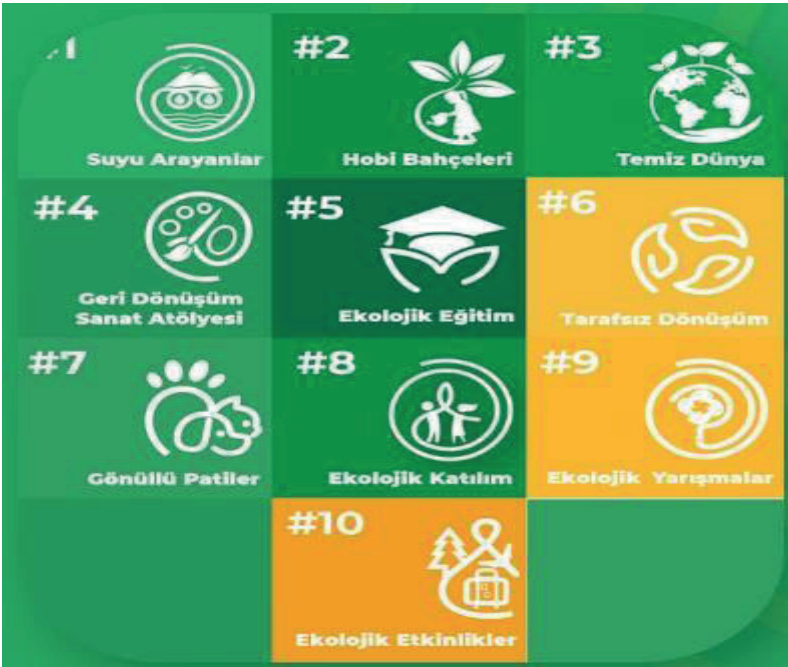 #1
Suyu Arayanlar
#2
Hobi Bahçeleri
#3
Temiz Dünya
#4
Geri Dönüşüm
Sanat Atölyesi
#5
Ekolojik Eğitim
#6
Tarafsız Dönüşüm
#7
Gönüllü Patiler
#8
Ekolojik Katılım
#9
Ekolojik Yarışmalar
#10
Ekolojik Etkinlikler